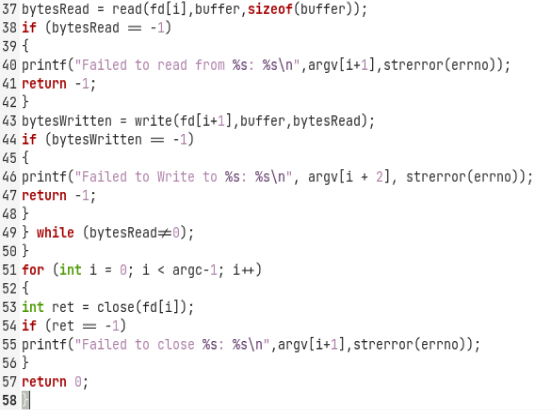 37 bytesRead = read(fd[i],buffer,sizeof(buffer));
38 if (bytesRead == -1)
39 {
40 printf("Failed to read from %s: %s\n",argv[i+1],strerror(errno));
41 return -1;
42 }
43 bytesWritten = write(fd[i+1],buffer,bytesRead);
44 if (bytesWritten == -1)
45 {
46 printf("Failed to Write to %s: %s\n", argv[i + 2], strerror(errno));
47 return -1;
48 }
49 } while (bytesRead≠0);
50 }
51 for (int i = 0; i < argc-1; i++)
52 {
53 int ret = close(fd[i]);
54 if (ret == -1)
55 printf("Failed to close %s: %s\n",argv[i+1],strerror(errno));
56 }
57 return 0;
58 }